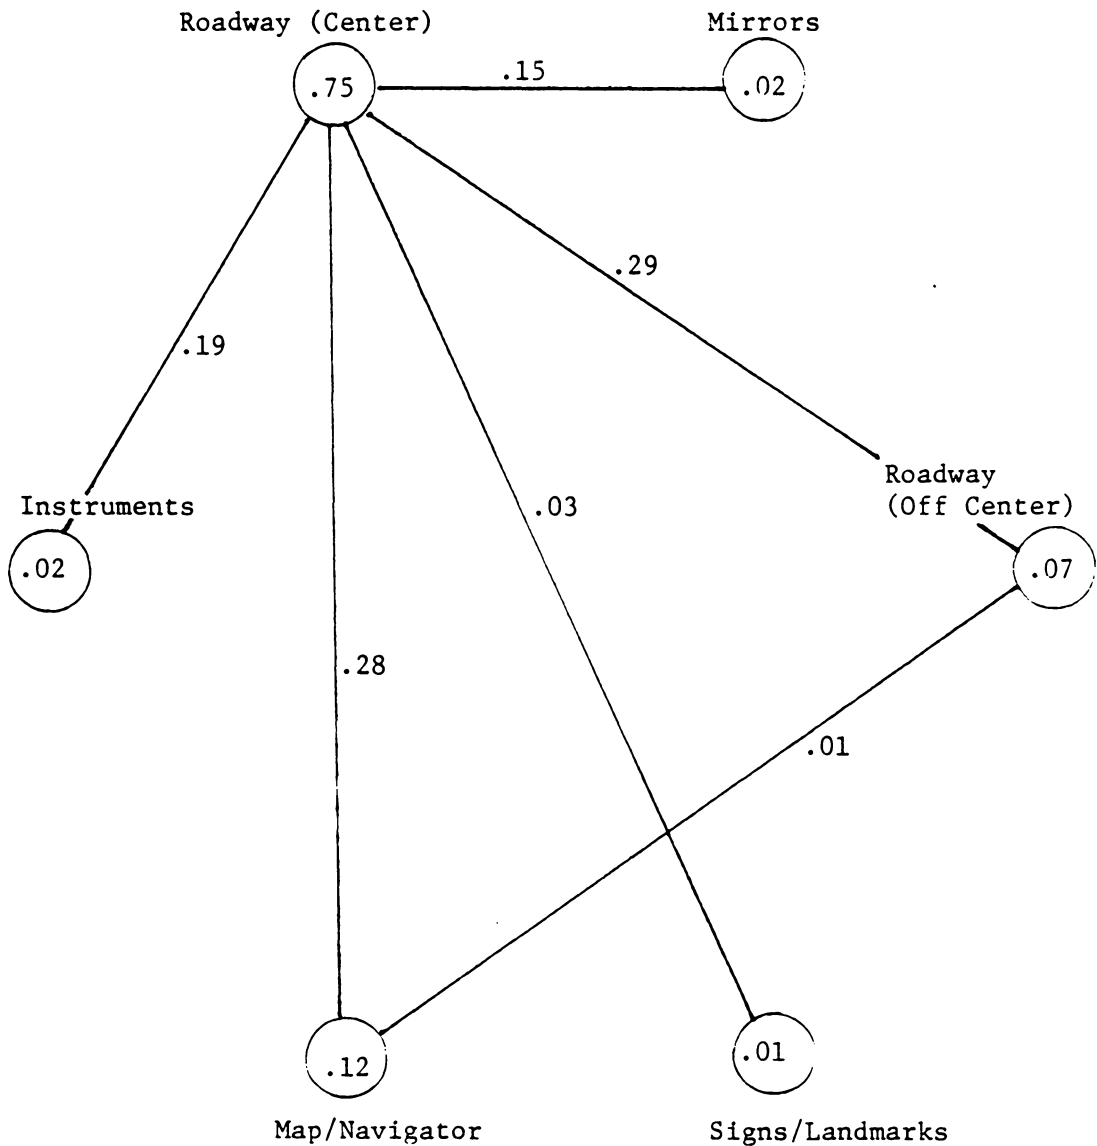 Roadway (Center)
Mirrors
.75
.15
.02
.29
.19
Roadway
(Off Center)
Instruments
.03
.02
.07
.28
.01
.12
.01
Map/Navigator
Signs/Landmarks